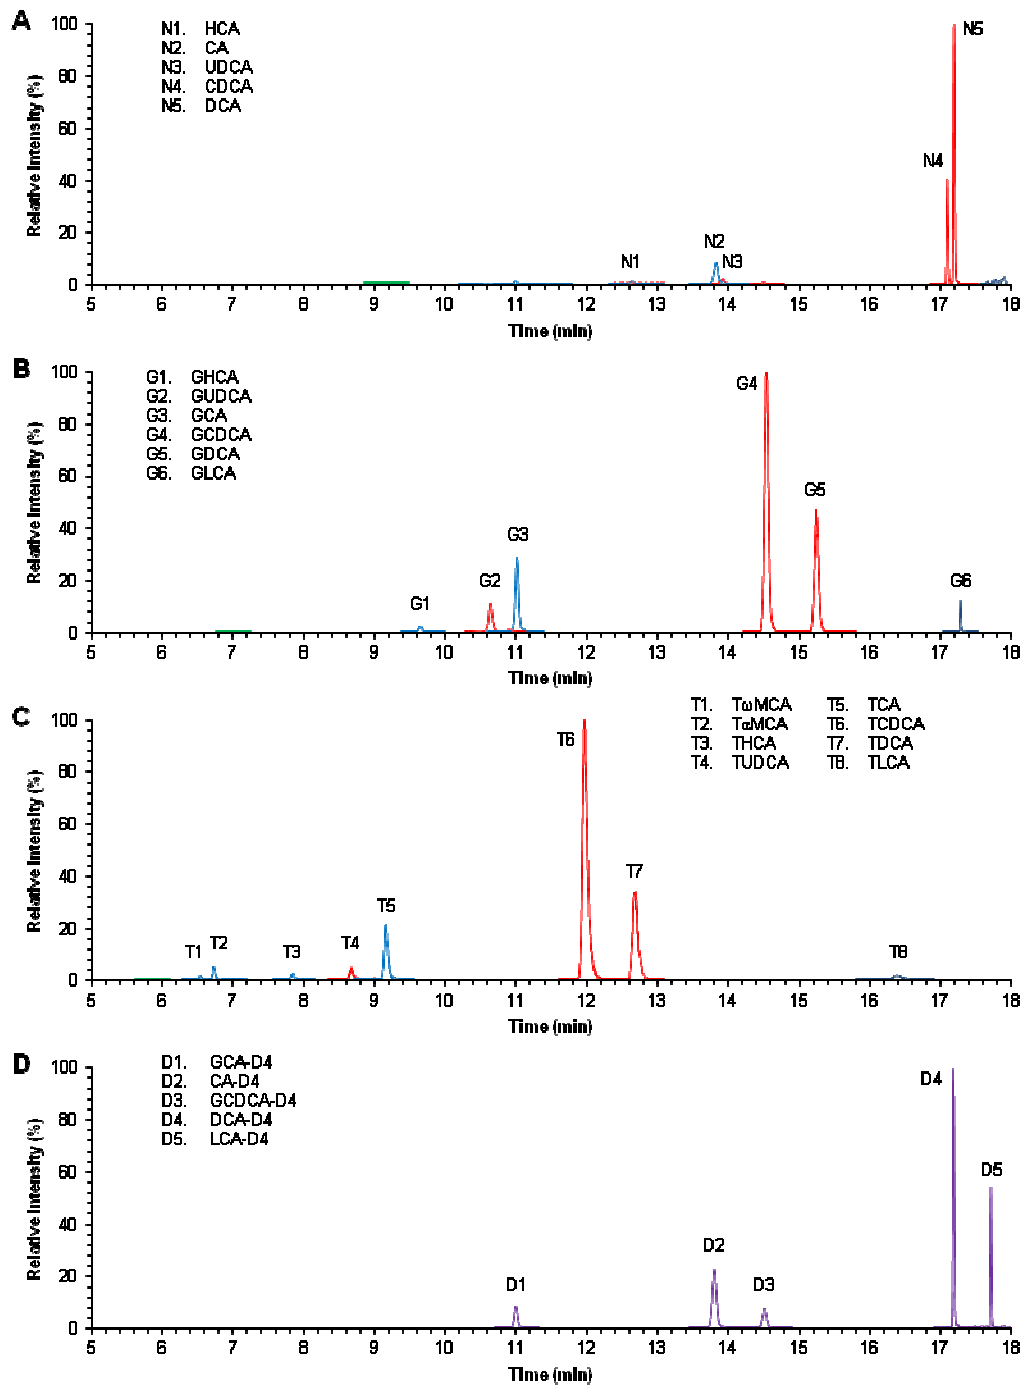 A
N1. HCA
N2. CA
N3. UDCA
N4. CDCA
N5. DCA
N5
N4
N2
N1
N3
Relative Intensity (%)
100
80
60
40
20
0
5 6 7 8 9 10 11 12 13 14 15 16 17 18
Time (min)
B
G1. GHCA
G2. GUDCA
G3. GCA
G4. GCDCA
G5. GDCA
G6. GLCA
G4
G5
G3
G2
G6
G1
Relative Intensity (%)
100
80
60
40
20
0
5 6 7 8 9 10 11 12 13 14 15 16 17 18
Time (min)
C
T1. TωMCA T5. TCA
T2. TαMCA T6. TCDCA
T3. THCA T7. TDCA
T4. TUDCA T8. TLCA
T6
T7
T5
T1 T2 T3 T4 T8
Relative Intensity (%)
100
80
60
40
20
0
5 6 7 8 9 10 11 12 13 14 15 16 17 18
Time (min)
D
D1. GCA-D4
D2. CA-D4
D3. GCDCA-D4
D4. DCA-D4
D5. LCA-D4
D4
D5
D2
D1 D3
Relative Intensity (%)
100
80
60
40
20
0
5 6 7 8 9 10 11 12 13 14 15 16 17 18
Time (min)